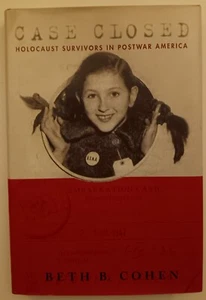 CASE CLOSED
HOLOCAUST SURVIVORS IN POSTWAR AMERICA
BETH B. COHEN